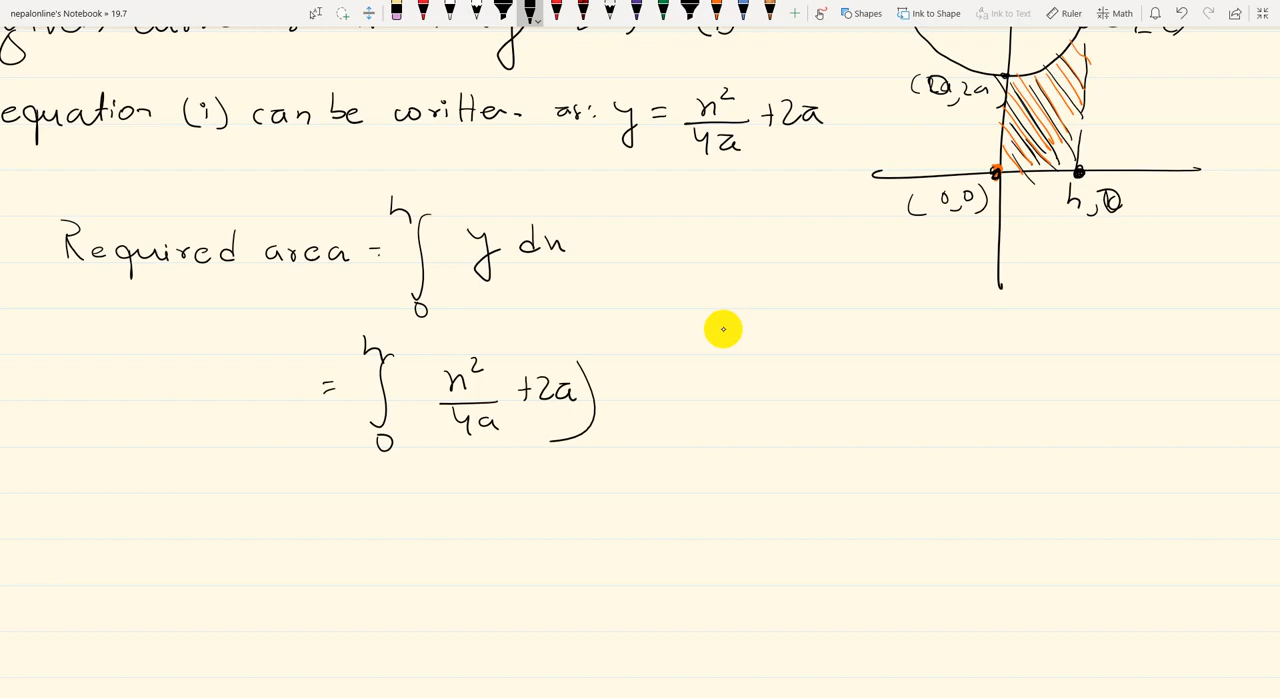 nepalonline's Notebook » 19.7
Shapes Ink to Shape Ink to Text Ruler Math
equation (i) can be written as: y = x²/4a + 2a
(0, 2a)
(0,0)
h, 0
Required area = ∫₀ʰ y dx
= ∫₀ʰ x²/4a + 2a)